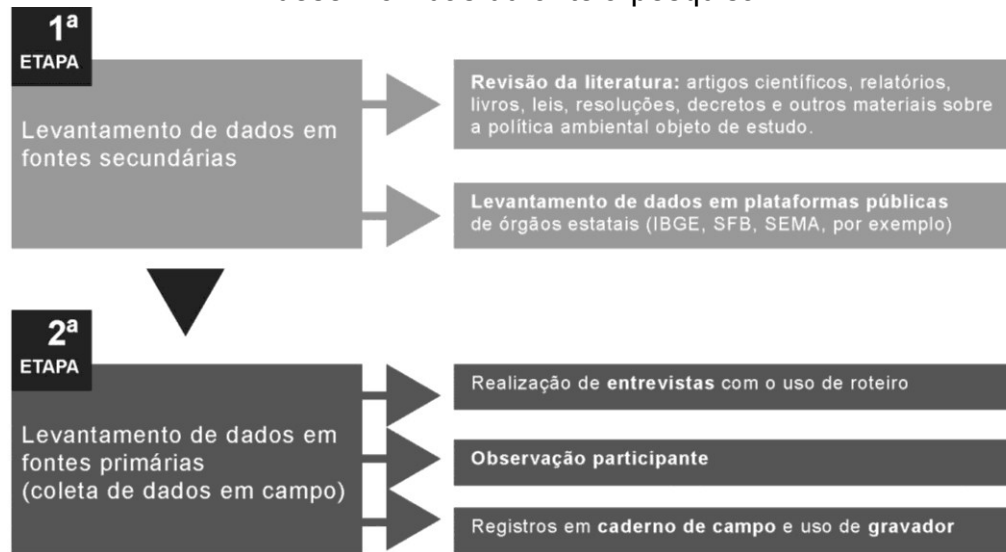 1ª
ETAPA
Levantamento de dados em
fontes secundárias
Revisão da literatura: artigos científicos, relatórios,
livros, leis, resoluções, decretos e outros materiais sobre
a política ambiental objeto de estudo.
Levantamento de dados em plataformas públicas
de órgãos estatais (IBGE, SFB, SEMA, por exemplo)
2ª
ETAPA
Levantamento de dados em
fontes primárias
(coleta de dados em campo)
Realização de entrevistas com o uso de roteiro
Observação participante
Registros em caderno de campo e uso de gravador